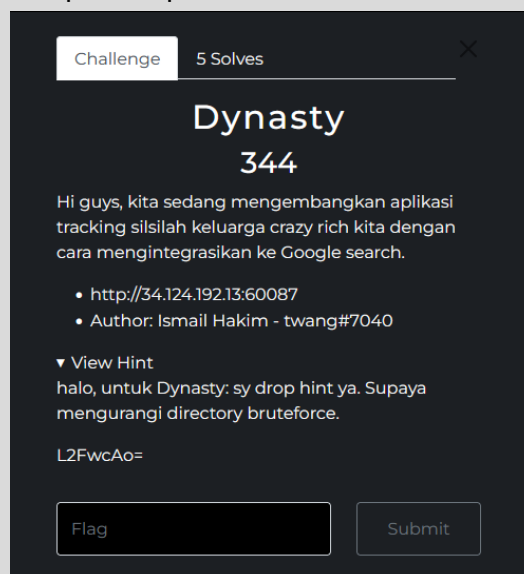 Challenge
5 Solves
Dynasty
344
Hi guys, kita sedang mengembangkan aplikasi
tracking silsilah keluarga crazy rich kita dengan
cara mengintegrasikan ke Google search.
• http://34.124.192.13:60087
• Author: Ismail Hakim - twang#7040
▾ View Hint
halo, untuk Dynasty: sy drop hint ya. Supaya
mengurangi directory bruteforce.
L2FwcAo=
Flag
Submit